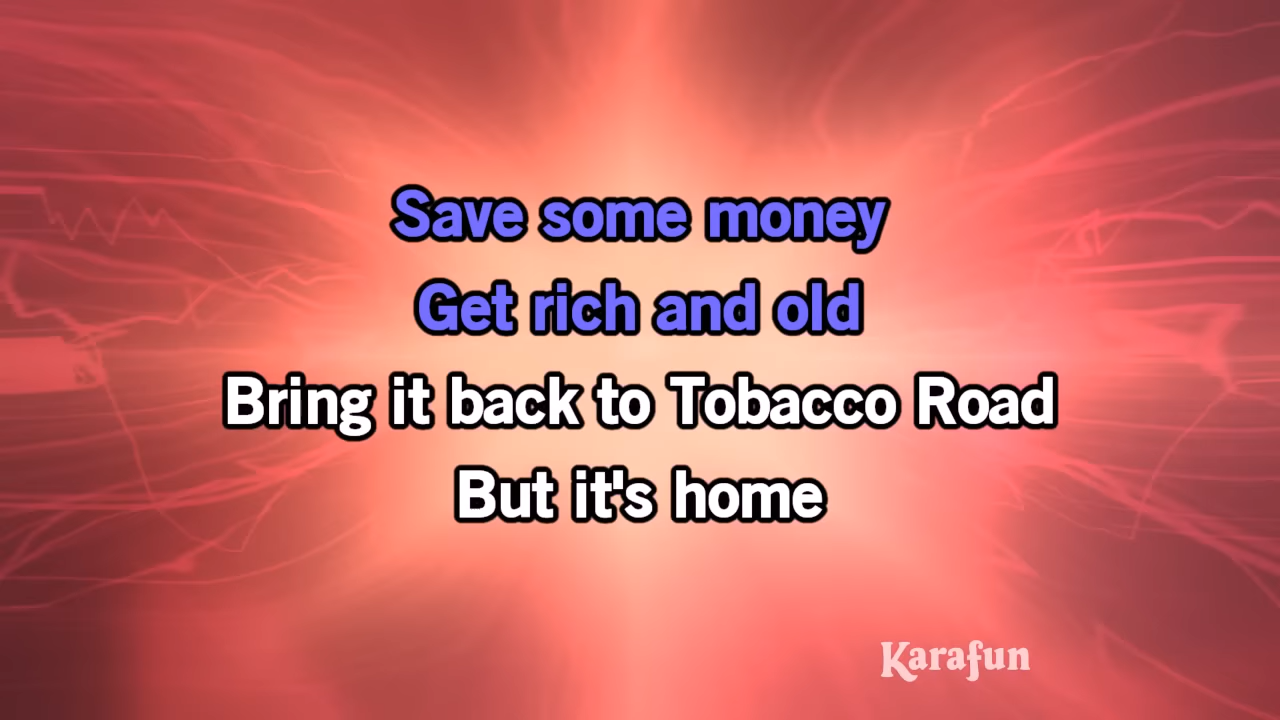 Save some money
Get rich and old
Bring it back to Tobacco Road
But it's home
Karafun